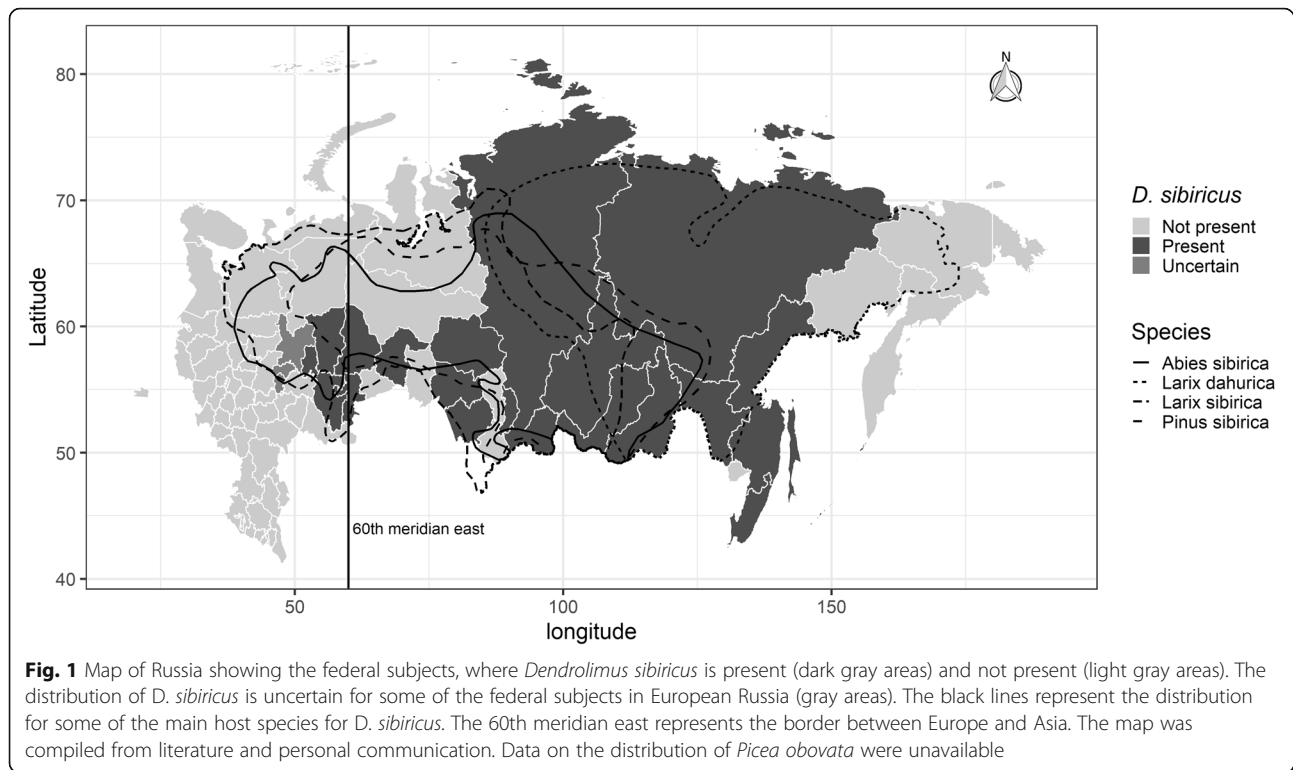 N
80
70
60
50
40
Latitude
60th meridian east
50
100
150
longitude
D. sibiricus
Not present
Present
Uncertain
Species
Abies sibirica
Larix dahurica
Larix sibirica
Pinus sibirica
Fig. 1 Map of Russia showing the federal subjects, where Dendrolimus sibiricus is present (dark gray areas) and not present (light gray areas). The
distribution of D. sibiricus is uncertain for some of the federal subjects in European Russia (gray areas). The black lines represent the distribution
for some of the main host species for D. sibiricus. The 60th meridian east represents the border between Europe and Asia. The map was
compiled from literature and personal communication. Data on the distribution of Picea obovata were unavailable